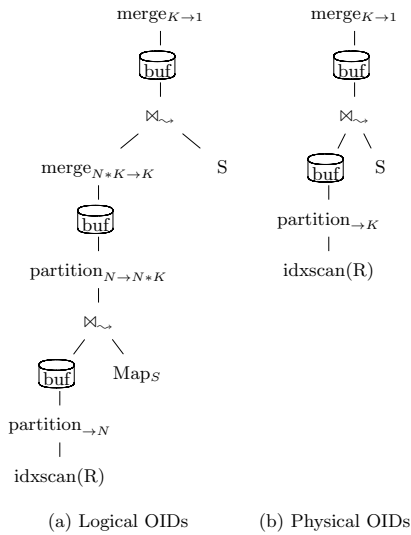 merge_{K→1}
buf
⋈⇝
merge_{N∗K→K} S
buf
partition_{N→N∗K}
⋈⇝
buf Map_S
partition_{→N}
idxscan(R)
(a) Logical OIDs
merge_{K→1}
buf
⋈⇝
buf S
partition_{→K}
idxscan(R)
(b) Physical OIDs